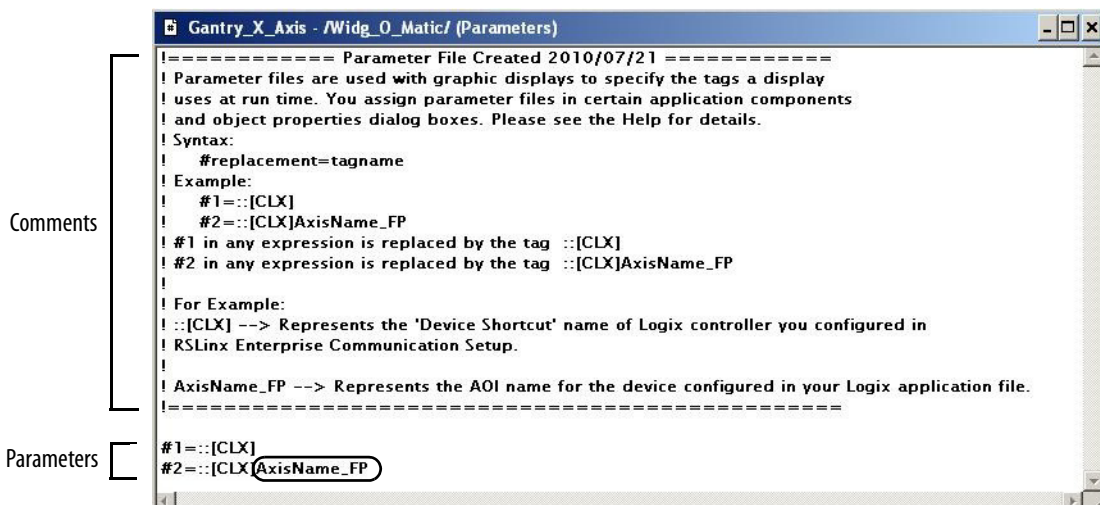 Gantry_X_Axis - /Widg_O_Matic/ (Parameters)
Comments
!============ Parameter File Created 2010/07/21 ============
! Parameter files are used with graphic displays to specify the tags a display
! uses at run time. You assign parameter files in certain application components
! and object properties dialog boxes. Please see the Help for details.
! Syntax:
!    #replacement=tagname
! Example:
!    #1=::[CLX]
!    #2=::[CLX]AxisName_FP
! #1 in any expression is replaced by the tag  ::[CLX]
! #2 in any expression is replaced by the tag  ::[CLX]AxisName_FP
!
! For Example:
! ::[CLX] --> Represents the 'Device Shortcut' name of Logix controller you configured in
! RSLinx Enterprise Communication Setup.
!
! AxisName_FP --> Represents the AOI name for the device configured in your Logix application file.
!=================================================
Parameters
#1=::[CLX]
#2=::[CLX]AxisName_FP